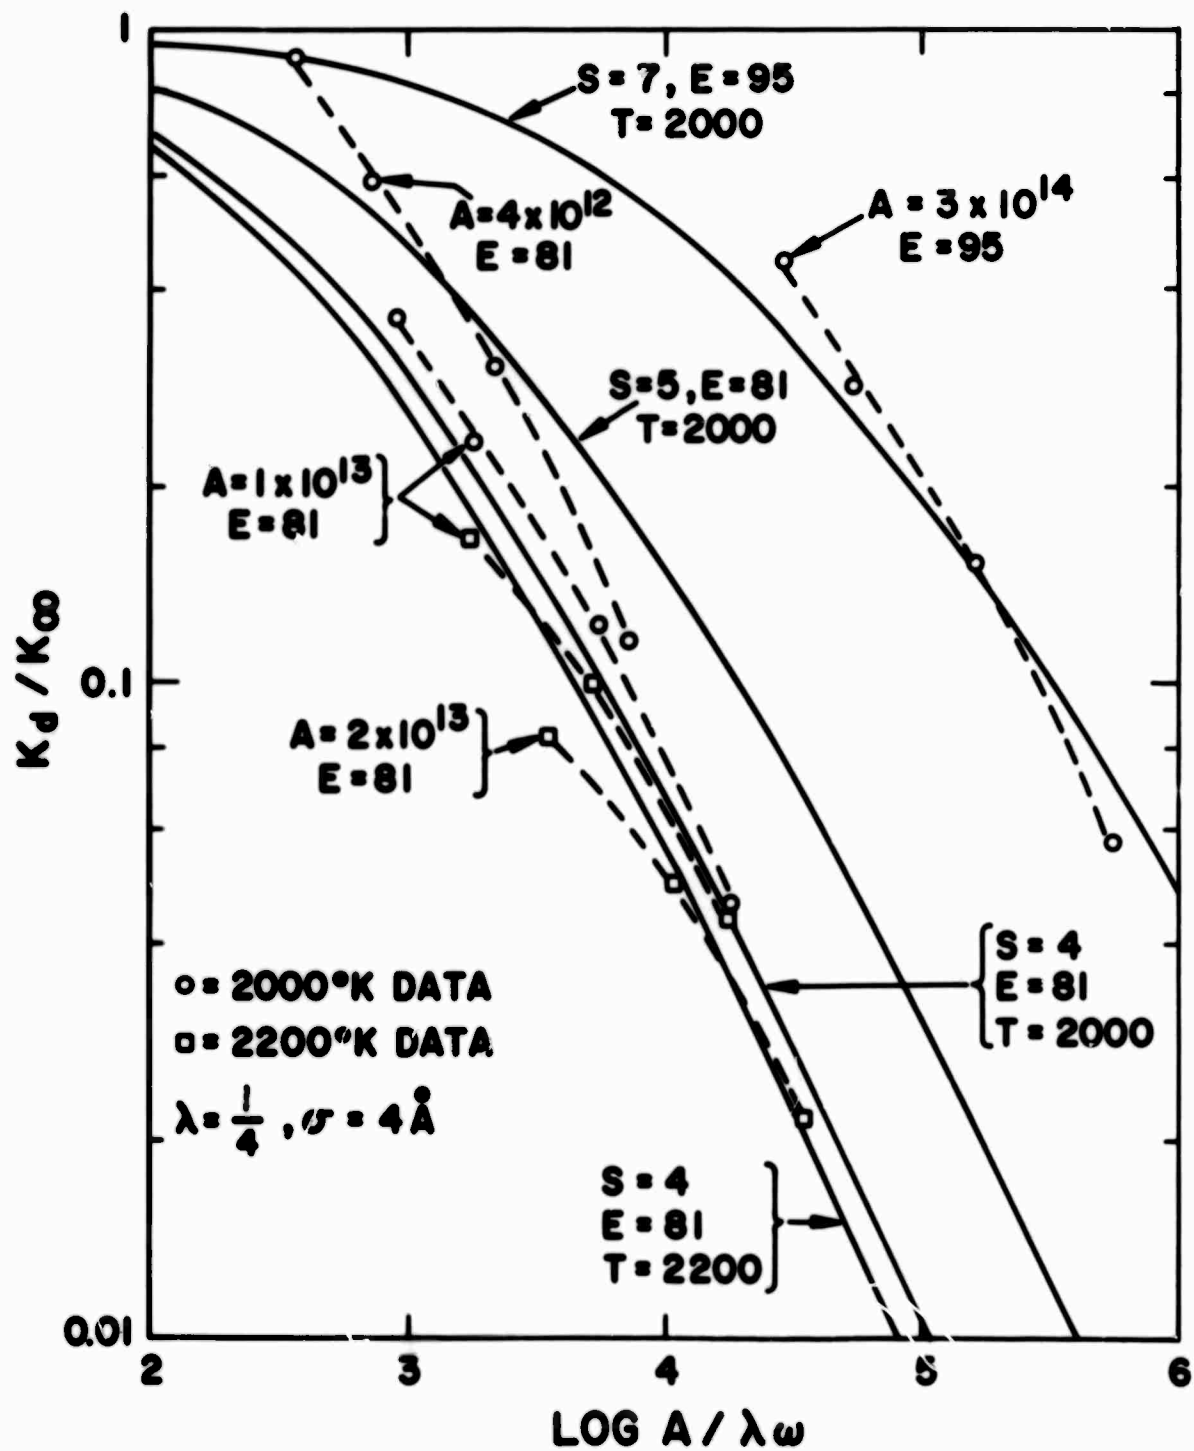 1
S = 7, E = 95
T = 2000
A = 3 x 10^14
E = 95
A = 4 x 10^12
E = 81
S = 5, E = 81
T = 2000
A = 1 x 10^13
E = 81
K_d / K_∞
0.1
A = 2 x 10^13
E = 81
S = 4
E = 81
T = 2000
○ = 2000°K DATA
□ = 2200°K DATA
λ = 1/4, σ = 4 Å
S = 4
E = 81
T = 2200
0.01
2 3 4 5 6
LOG A / λω